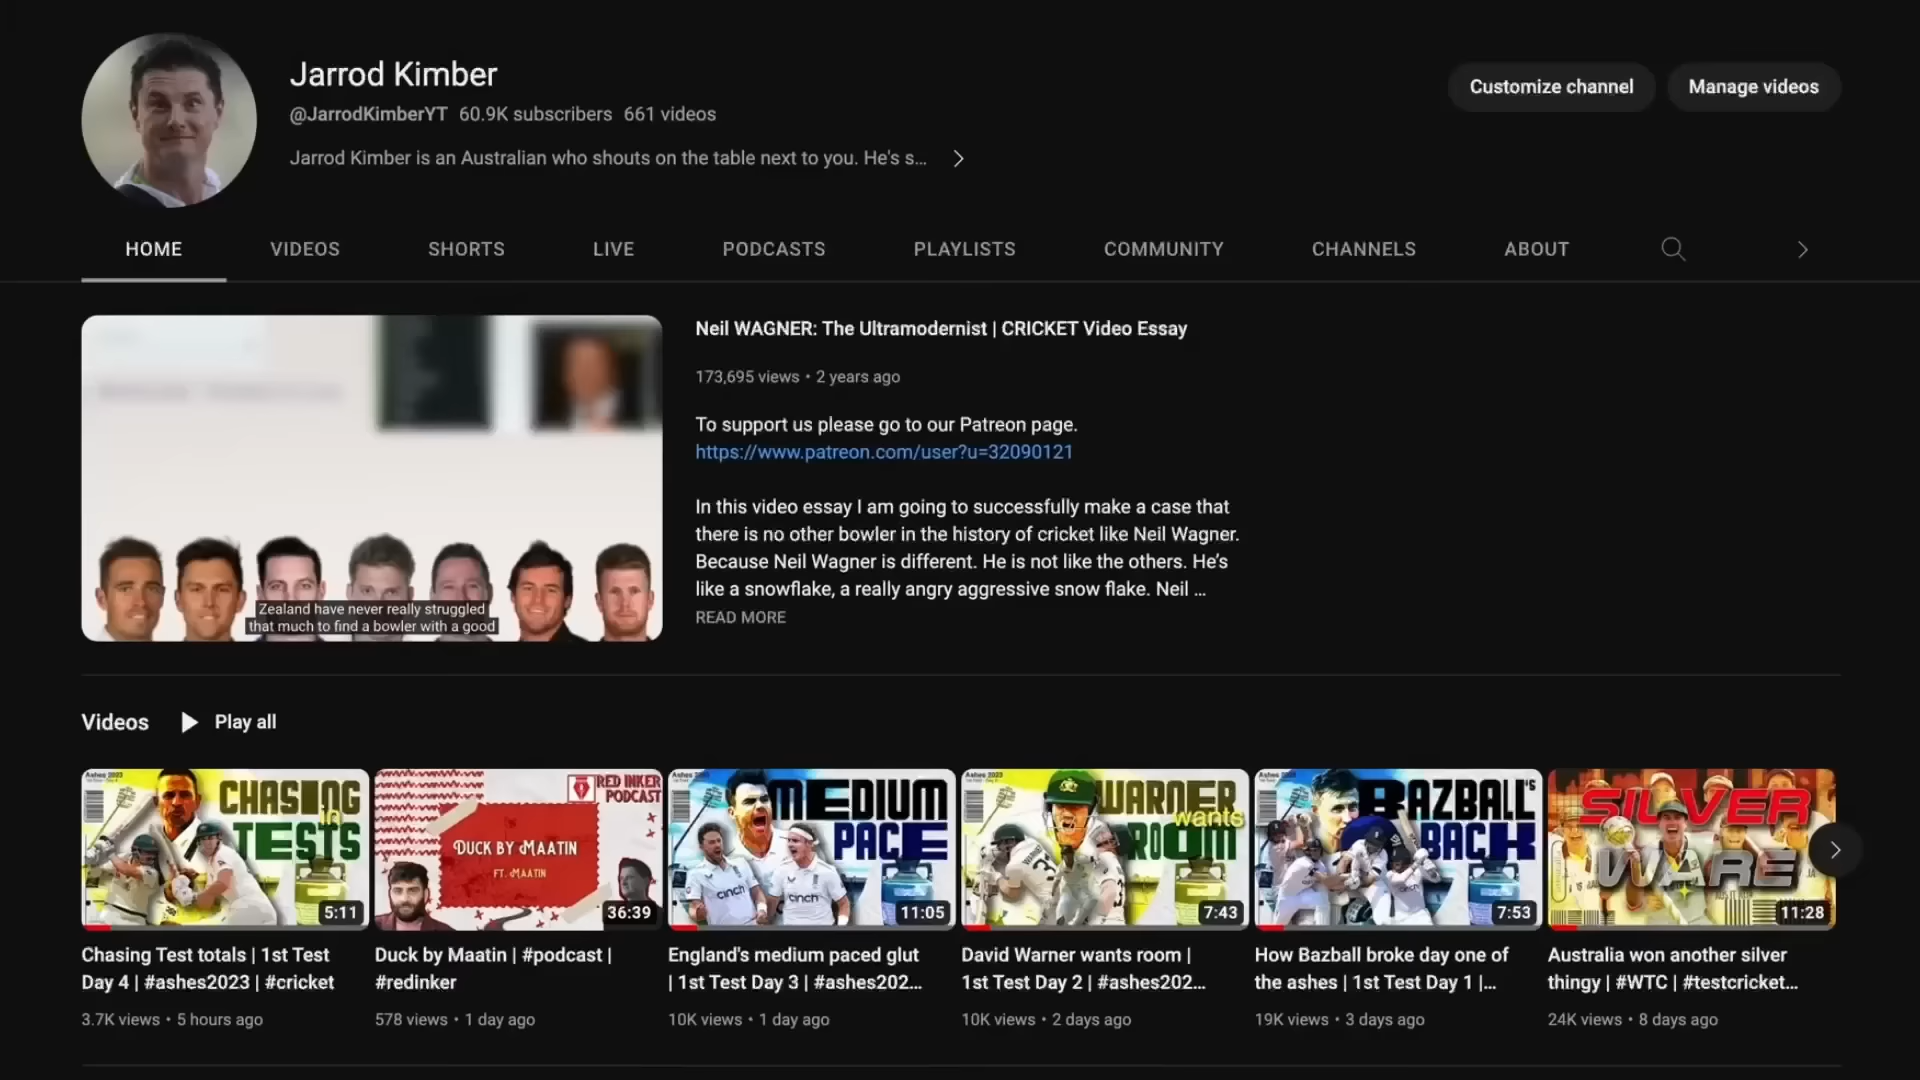 Jarrod Kimber
@JarrodKimberYT 60.9K subscribers 661 videos
Jarrod Kimber is an Australian who shouts on the table next to you. He's s...
Customize channel
Manage videos
HOME VIDEOS SHORTS LIVE PODCASTS PLAYLISTS COMMUNITY CHANNELS ABOUT
Zealand have never really struggled
that much to find a bowler with a good
Neil WAGNER: The Ultramodernist | CRICKET Video Essay
173,695 views • 2 years ago
To support us please go to our Patreon page.
https://www.patreon.com/user?u=32090121
In this video essay I am going to successfully make a case that
there is no other bowler in the history of cricket like Neil Wagner.
Because Neil Wagner is different. He is not like the others. He's
like a snowflake, a really angry aggressive snow flake. Neil ...
READ MORE
Videos Play all
Ashes 2023
CHASING
in
TESTS
5:11
Chasing Test totals | 1st Test
Day 4 | #ashes2023 | #cricket
3.7K views • 5 hours ago
RED INKER
PODCAST
DUCK BY MAATIN
FT. MAATIN
36:39
Duck by Maatin | #podcast |
#redinker
578 views • 1 day ago
MEDIUM
PACE
cinch
cinch
11:05
England's medium paced glut
| 1st Test Day 3 | #ashes202...
10K views • 1 day ago
Ashes 2023
WARNER
wants
ROOM
7:43
David Warner wants room |
1st Test Day 2 | #ashes202...
10K views • 2 days ago
BAZBALL'S
BACK
7:53
How Bazball broke day one of
the ashes | 1st Test Day 1 |...
19K views • 3 days ago
SILVER
WARE
11:28
Australia won another silver
thingy | #WTC | #testcricket...
24K views • 8 days ago